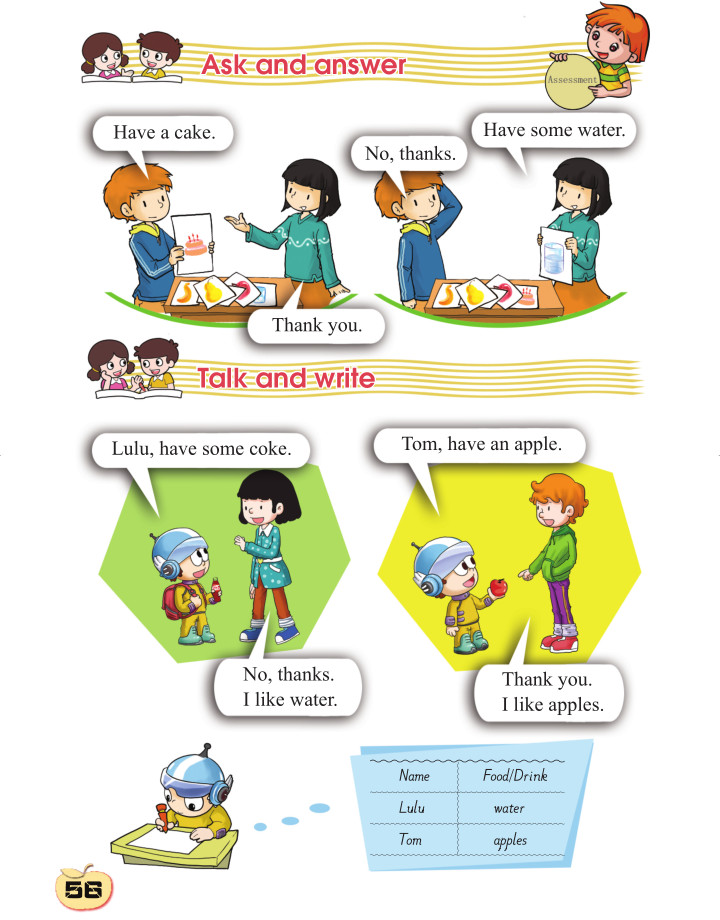 Ask and answer
Assessment
Have a cake.
Thank you.
No, thanks.
Have some water.
Talk and write
Lulu, have some coke.
No, thanks.
I like water.
Tom, have an apple.
Thank you.
I like apples.
Name Food/Drink
Lulu water
Tom apples
56